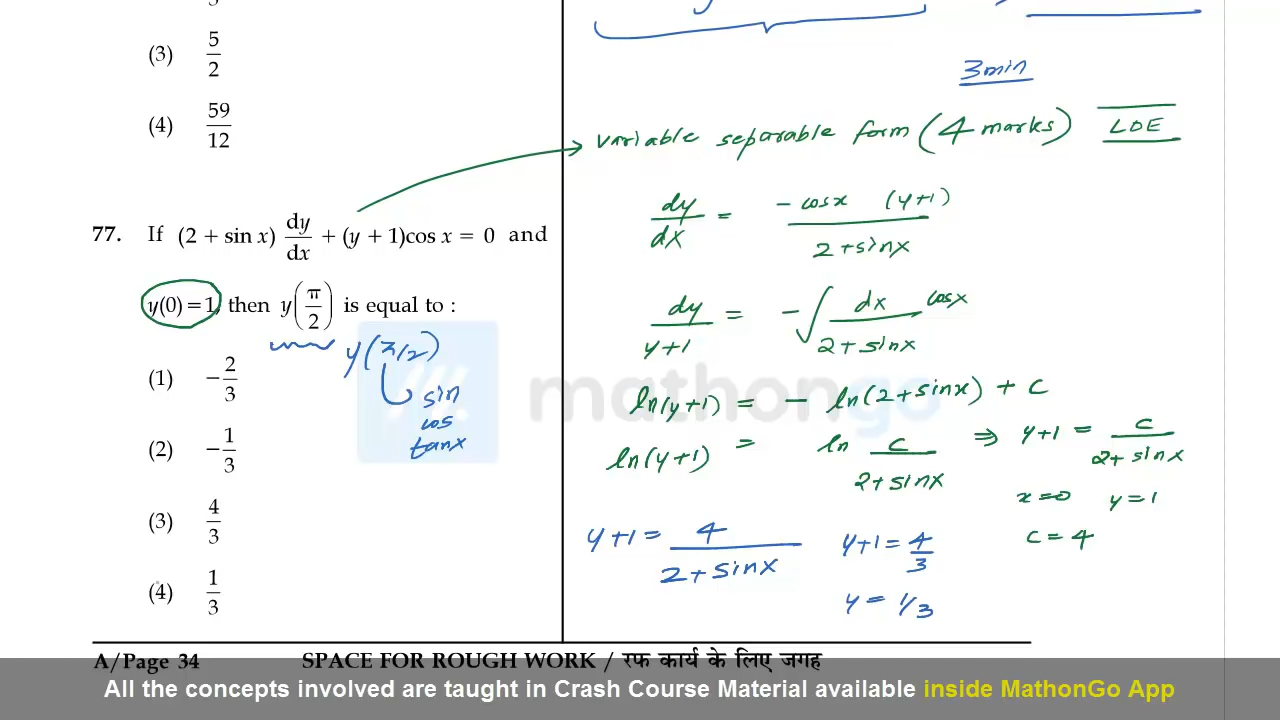 (3) 5/2
3min
(4) 59/12
variable separable form (4 marks) LDE
77. If (2 + sin x) dy/dx + (y + 1)cos x = 0 and
y(0) = 1, then y(π/2) is equal to :
y(π/2)
sin
cos
tanx
(1) −2/3
(2) −1/3
(3) 4/3
(4) 1/3
dy/dx = - cosx (y+1) / 2+sinx
dy/y+1 = -∫ dx cosx / 2+sinx
ln(y+1) = - ln(2+sinx) + C
ln(y+1) = ln C/2+sinx ⇒ y+1 = C/2+sinx
x=0 y=1
C=4
y+1 = 4/2+sinx
y+1 = 4/3
y = 1/3
mathongo
A/Page 34 SPACE FOR ROUGH WORK / रफ कार्य के लिए जगह
All the concepts involved are taught in Crash Course Material available inside MathonGo App